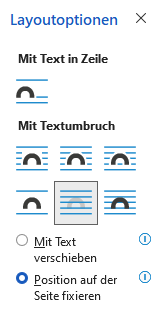 Layoutoptionen
Mit Text in Zeile
Mit Textumbruch
Mit Text
verschieben
Position auf der
Seite fixieren